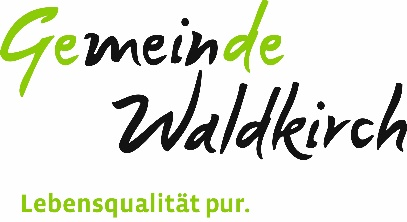 Gemeinde
Waldkirch
Lebensqualität pur.